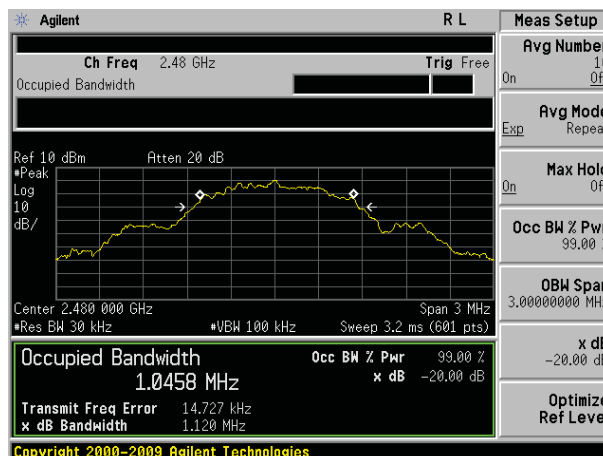 Agilent R L
Ch Freq 2.48 GHz Trig Free
Occupied Bandwidth
Ref 10 dBm Atten 20 dB
#Peak
Log
10
dB/
Center 2.480 000 GHz Span 3 MHz
#Res BW 30 kHz #VBW 100 kHz Sweep 3.2 ms (601 pts)
Occupied Bandwidth Occ BW % Pwr 99.00 %
1.0458 MHz x dB -20.00 dB
Transmit Freq Error 14.727 kHz
x dB Bandwidth 1.120 MHz
Copyright 2000-2009 Agilent Technologies
Meas Setup
Avg Number
10
On Of
Avg Mode
Exp Repea
Max Hold
On Of
Occ BW % Pwr
99.00 %
OBW Span
3.00000000 MH
x dB
-20.00 dB
Optimize
Ref Level